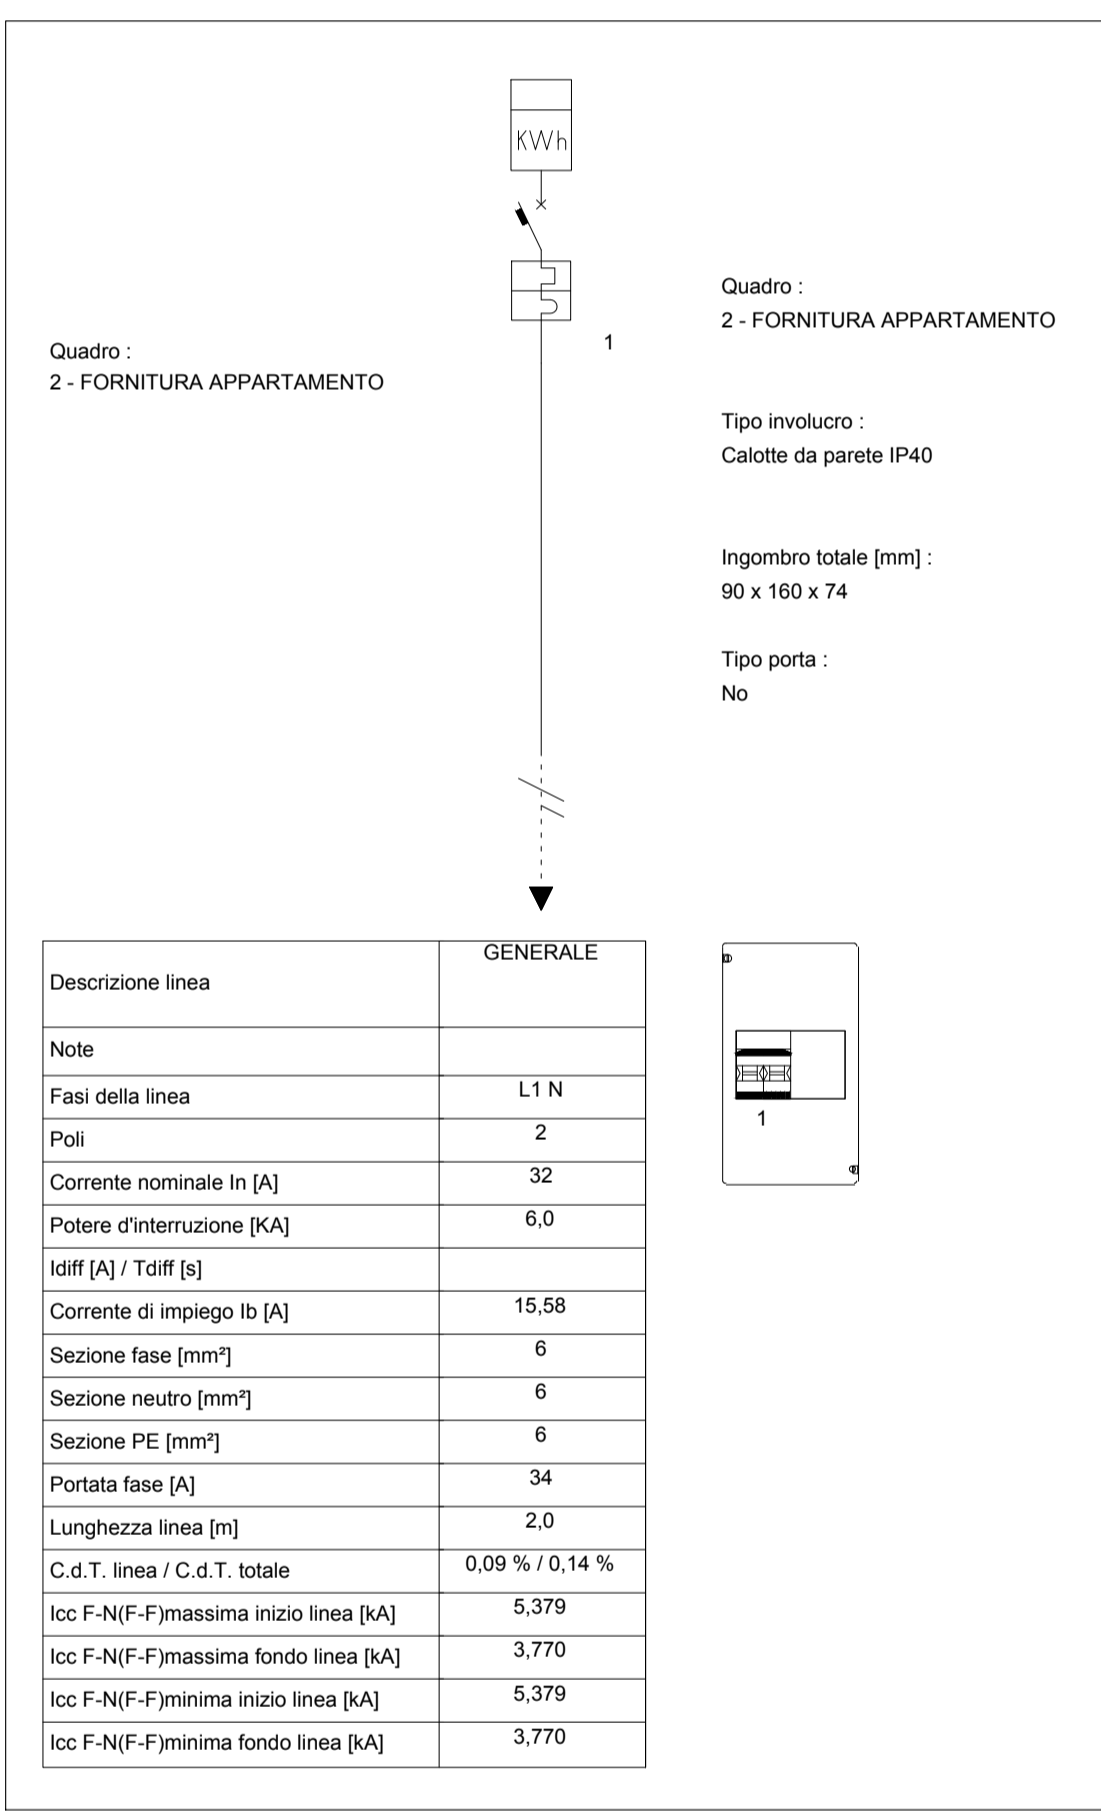 KWh
1
Quadro :
2 - FORNITURA APPARTAMENTO
Quadro :
2 - FORNITURA APPARTAMENTO
Tipo involucro :
Calotte da parete IP40
Ingombro totale [mm] :
90 x 160 x 74
Tipo porta :
No
Descrizione linea GENERALE
Note
Fasi della linea L1 N
Poli 2
Corrente nominale In [A] 32
Potere d'interruzione [KA] 6,0
Idiff [A] / Tdiff [s]
Corrente di impiego Ib [A] 15,58
Sezione fase [mm²] 6
Sezione neutro [mm²] 6
Sezione PE [mm²] 6
Portata fase [A] 34
Lunghezza linea [m] 2,0
C.d.T. linea / C.d.T. totale 0,09 % / 0,14 %
Icc F-N(F-F)massima inizio linea [kA] 5,379
Icc F-N(F-F)massima fondo linea [kA] 3,770
Icc F-N(F-F)minima inizio linea [kA] 5,379
Icc F-N(F-F)minima fondo linea [kA] 3,770
1